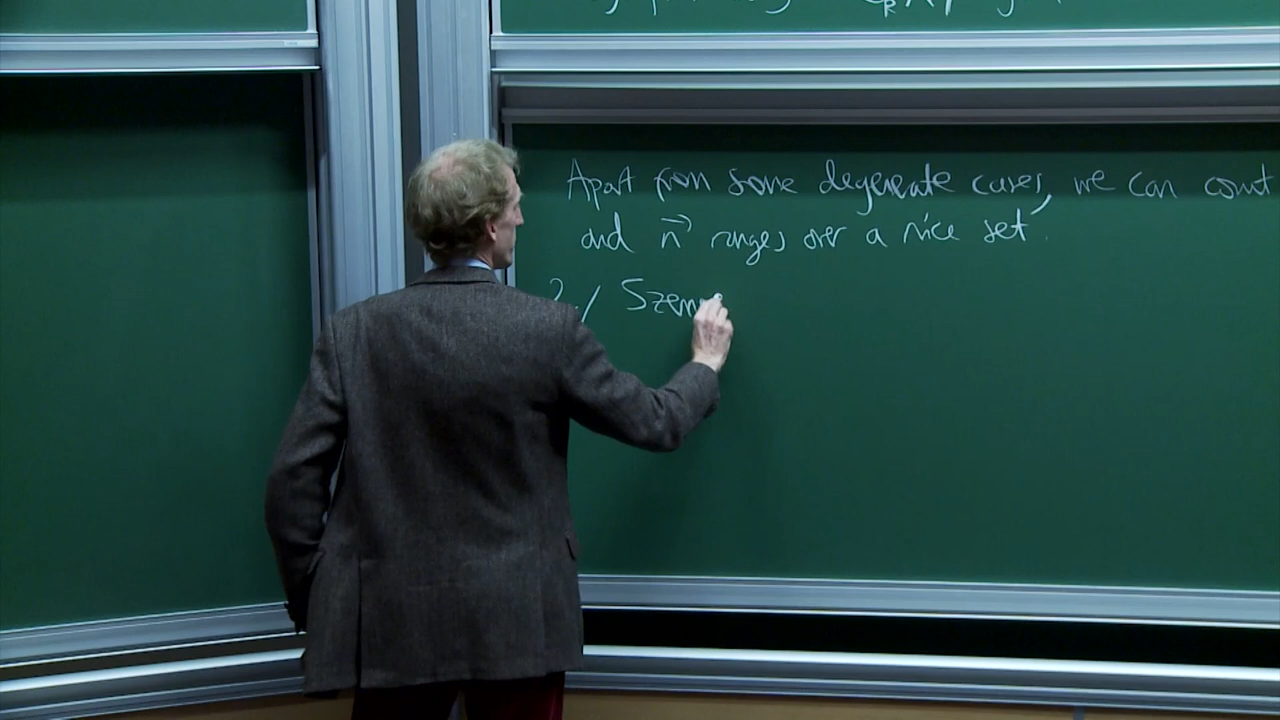 Apart from some degenerate cases, we can count
and n⃗ ranges over a nice set.
2./ Szem